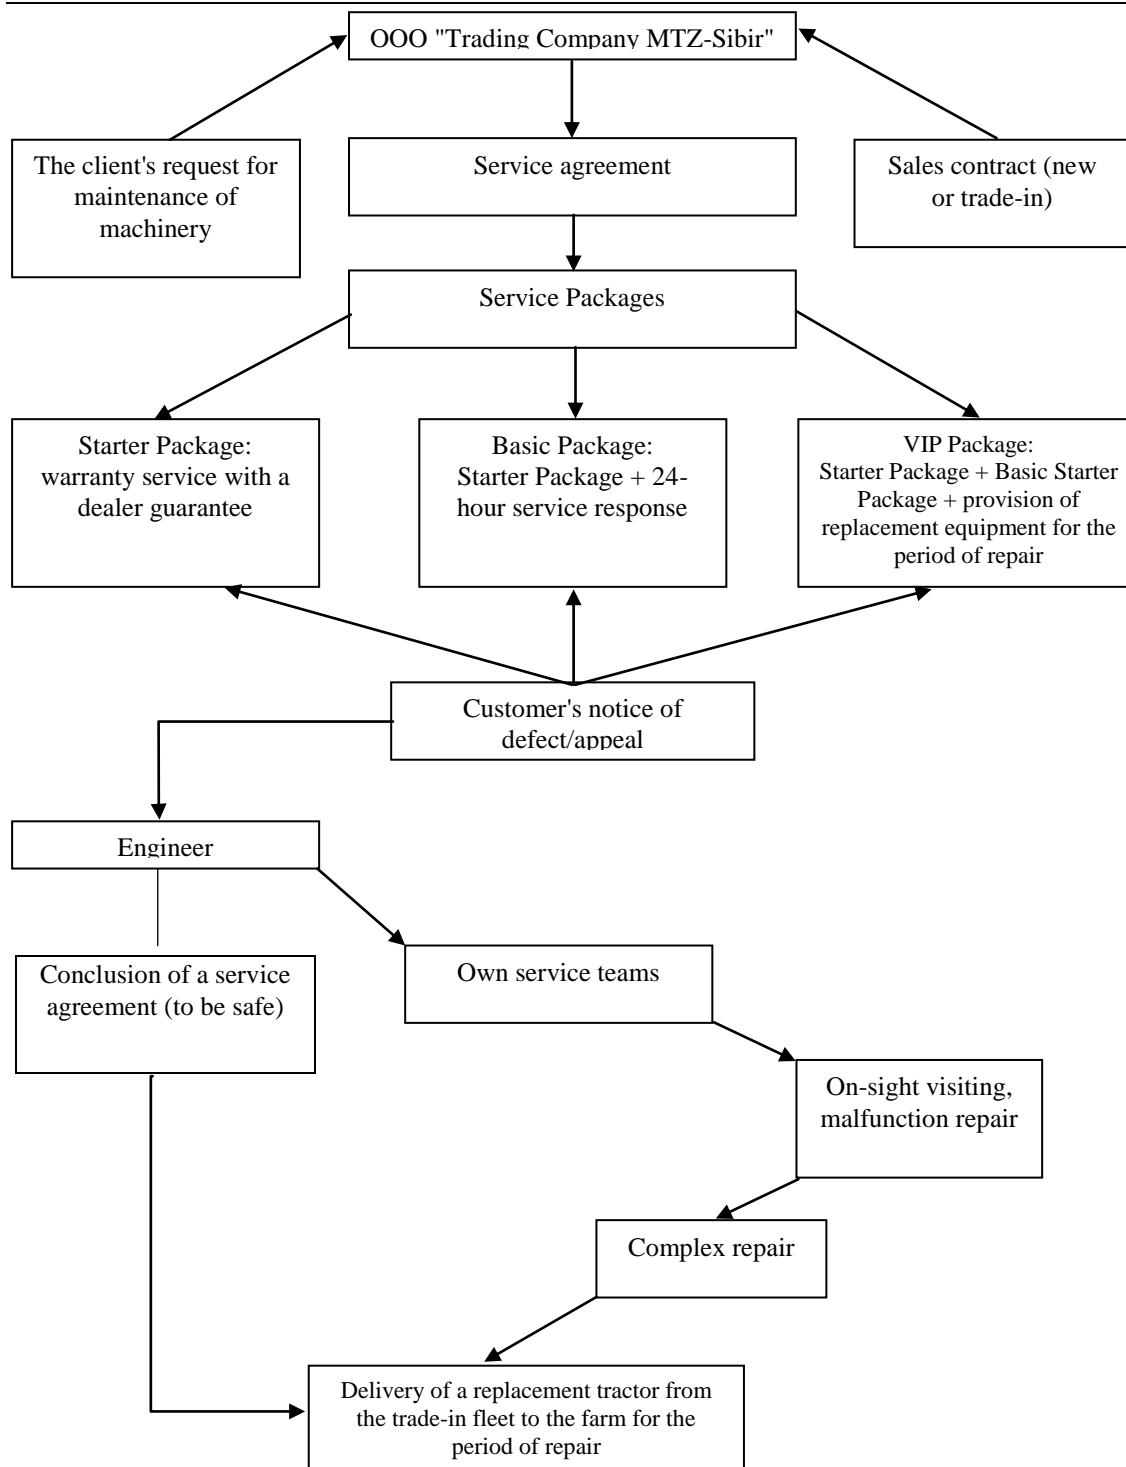 OOO "Trading Company MTZ-Sibir"
The client's request for
maintenance of
machinery
Service agreement
Sales contract (new
or trade-in)
Service Packages
Starter Package:
warranty service with a
dealer guarantee
Basic Package:
Starter Package + 24-
hour service response
VIP Package:
Starter Package + Basic Starter
Package + provision of
replacement equipment for the
period of repair
Customer's notice of
defect/appeal
Engineer
Conclusion of a service
agreement (to be safe)
Own service teams
On-sight visiting,
malfunction repair
Complex repair
Delivery of a replacement tractor from
the trade-in fleet to the farm for the
period of repair